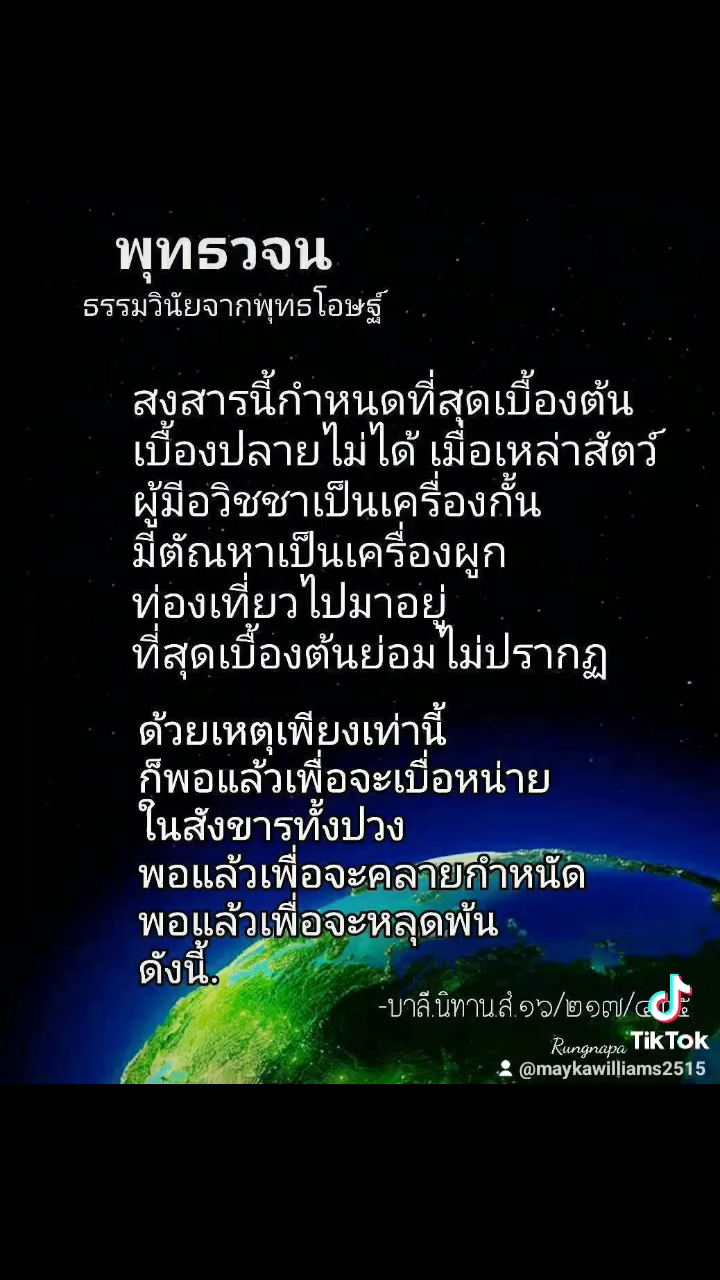 พุทธวจน
ธรรมวินัยจากพุทธโอษฐ์
สงสารนี้กำหนดที่สุดเบื้องต้น
เบื้องปลายไม่ได้ เมื่อเหล่าสัตว์
ผู้มีอวิชชาเป็นเครื่องกั้น
มีตัณหาเป็นเครื่องผูก
ท่องเที่ยวไปมาอยู่
ที่สุดเบื้องต้นย่อมไม่ปรากฏ
ด้วยเหตุเพียงเท่านี้
ก็พอแล้วเพื่อจะเบื่อหน่าย
ในสังขารทั้งปวง
พอแล้วเพื่อจะคลายกำหนัด
พอแล้วเพื่อจะหลุดพ้น
ดังนี้.
-บาลี.นิทาน.สํ.๑๖/๒๑๗/
Rungnapa TikTok
@maykawilliams2515